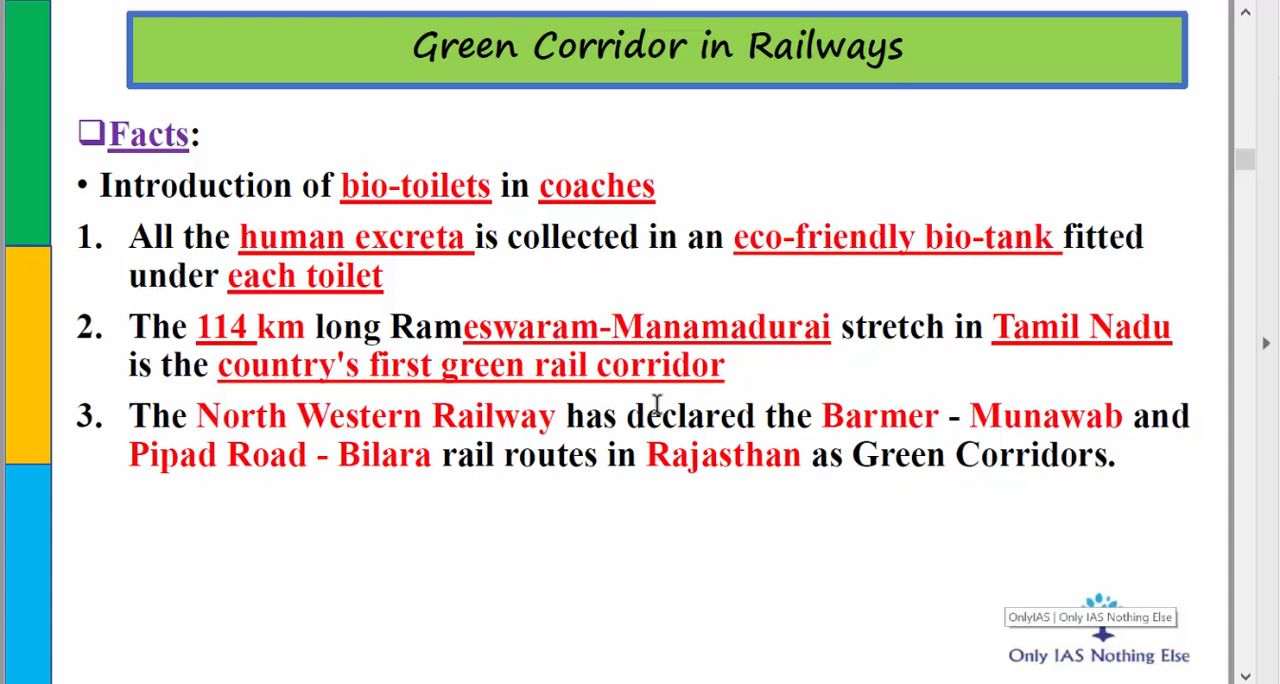 Green Corridor in Railways
❑Facts:
• Introduction of bio-toilets in coaches
1. All the human excreta is collected in an eco-friendly bio-tank fitted
under each toilet
2. The 114 km long Rameswaram-Manamadurai stretch in Tamil Nadu
is the country's first green rail corridor
3. The North Western Railway has declared the Barmer - Munawab and
Pipad Road - Bilara rail routes in Rajasthan as Green Corridors.
OnlyIAS | Only IAS Nothing Else
Only IAS Nothing Else